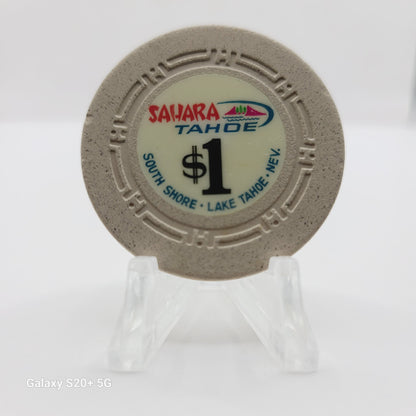 SAHARA
TAHOE
$1
SOUTH SHORE • LAKE TAHOE • NEV.
Galaxy S20+ 5G